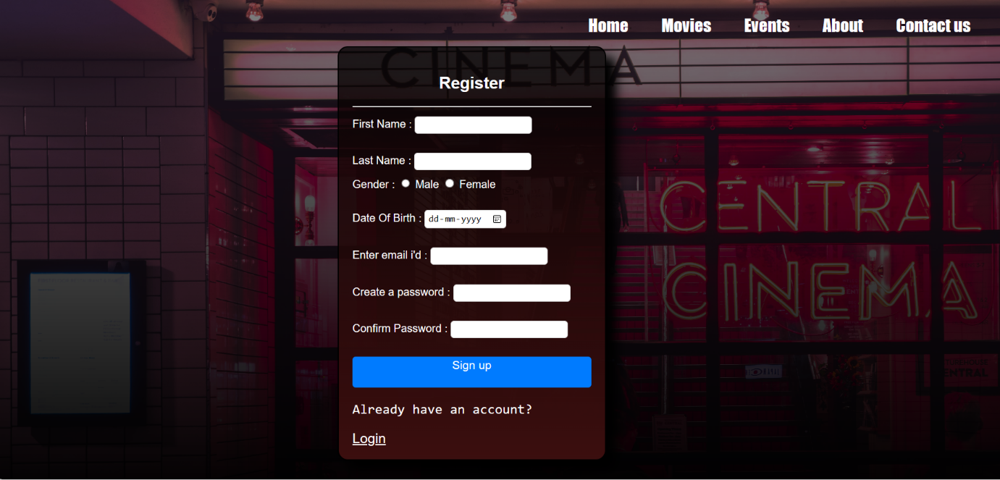 Home Movies Events About Contact us
CINEMA
Register
First Name :
Last Name :
Gender : Male Female
Date Of Birth : dd-mm-yyyy
Enter email i'd :
Create a password :
Confirm Password :
Sign up
Already have an account?
Login
CENTRAL
CINEMA